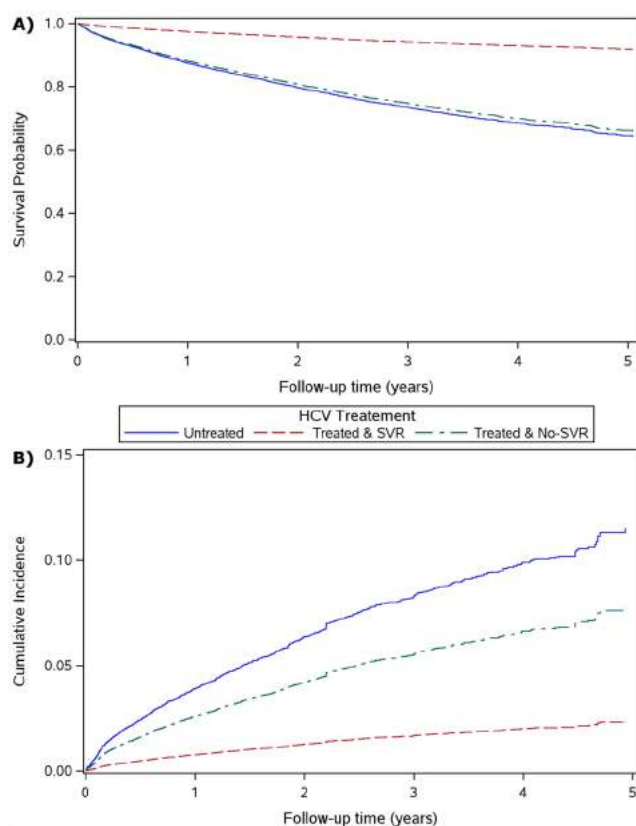 A)
1.0
0.8
0.6
0.4
0.2
0.0
Survival Probability
0 1 2 3 4 5
Follow-up time (years)
HCV Treatement
Untreated Treated & SVR Treated & No-SVR
B)
0.15
0.10
0.05
0.00
Cumulative Incidence
0 1 2 3 4 5
Follow-up time (years)